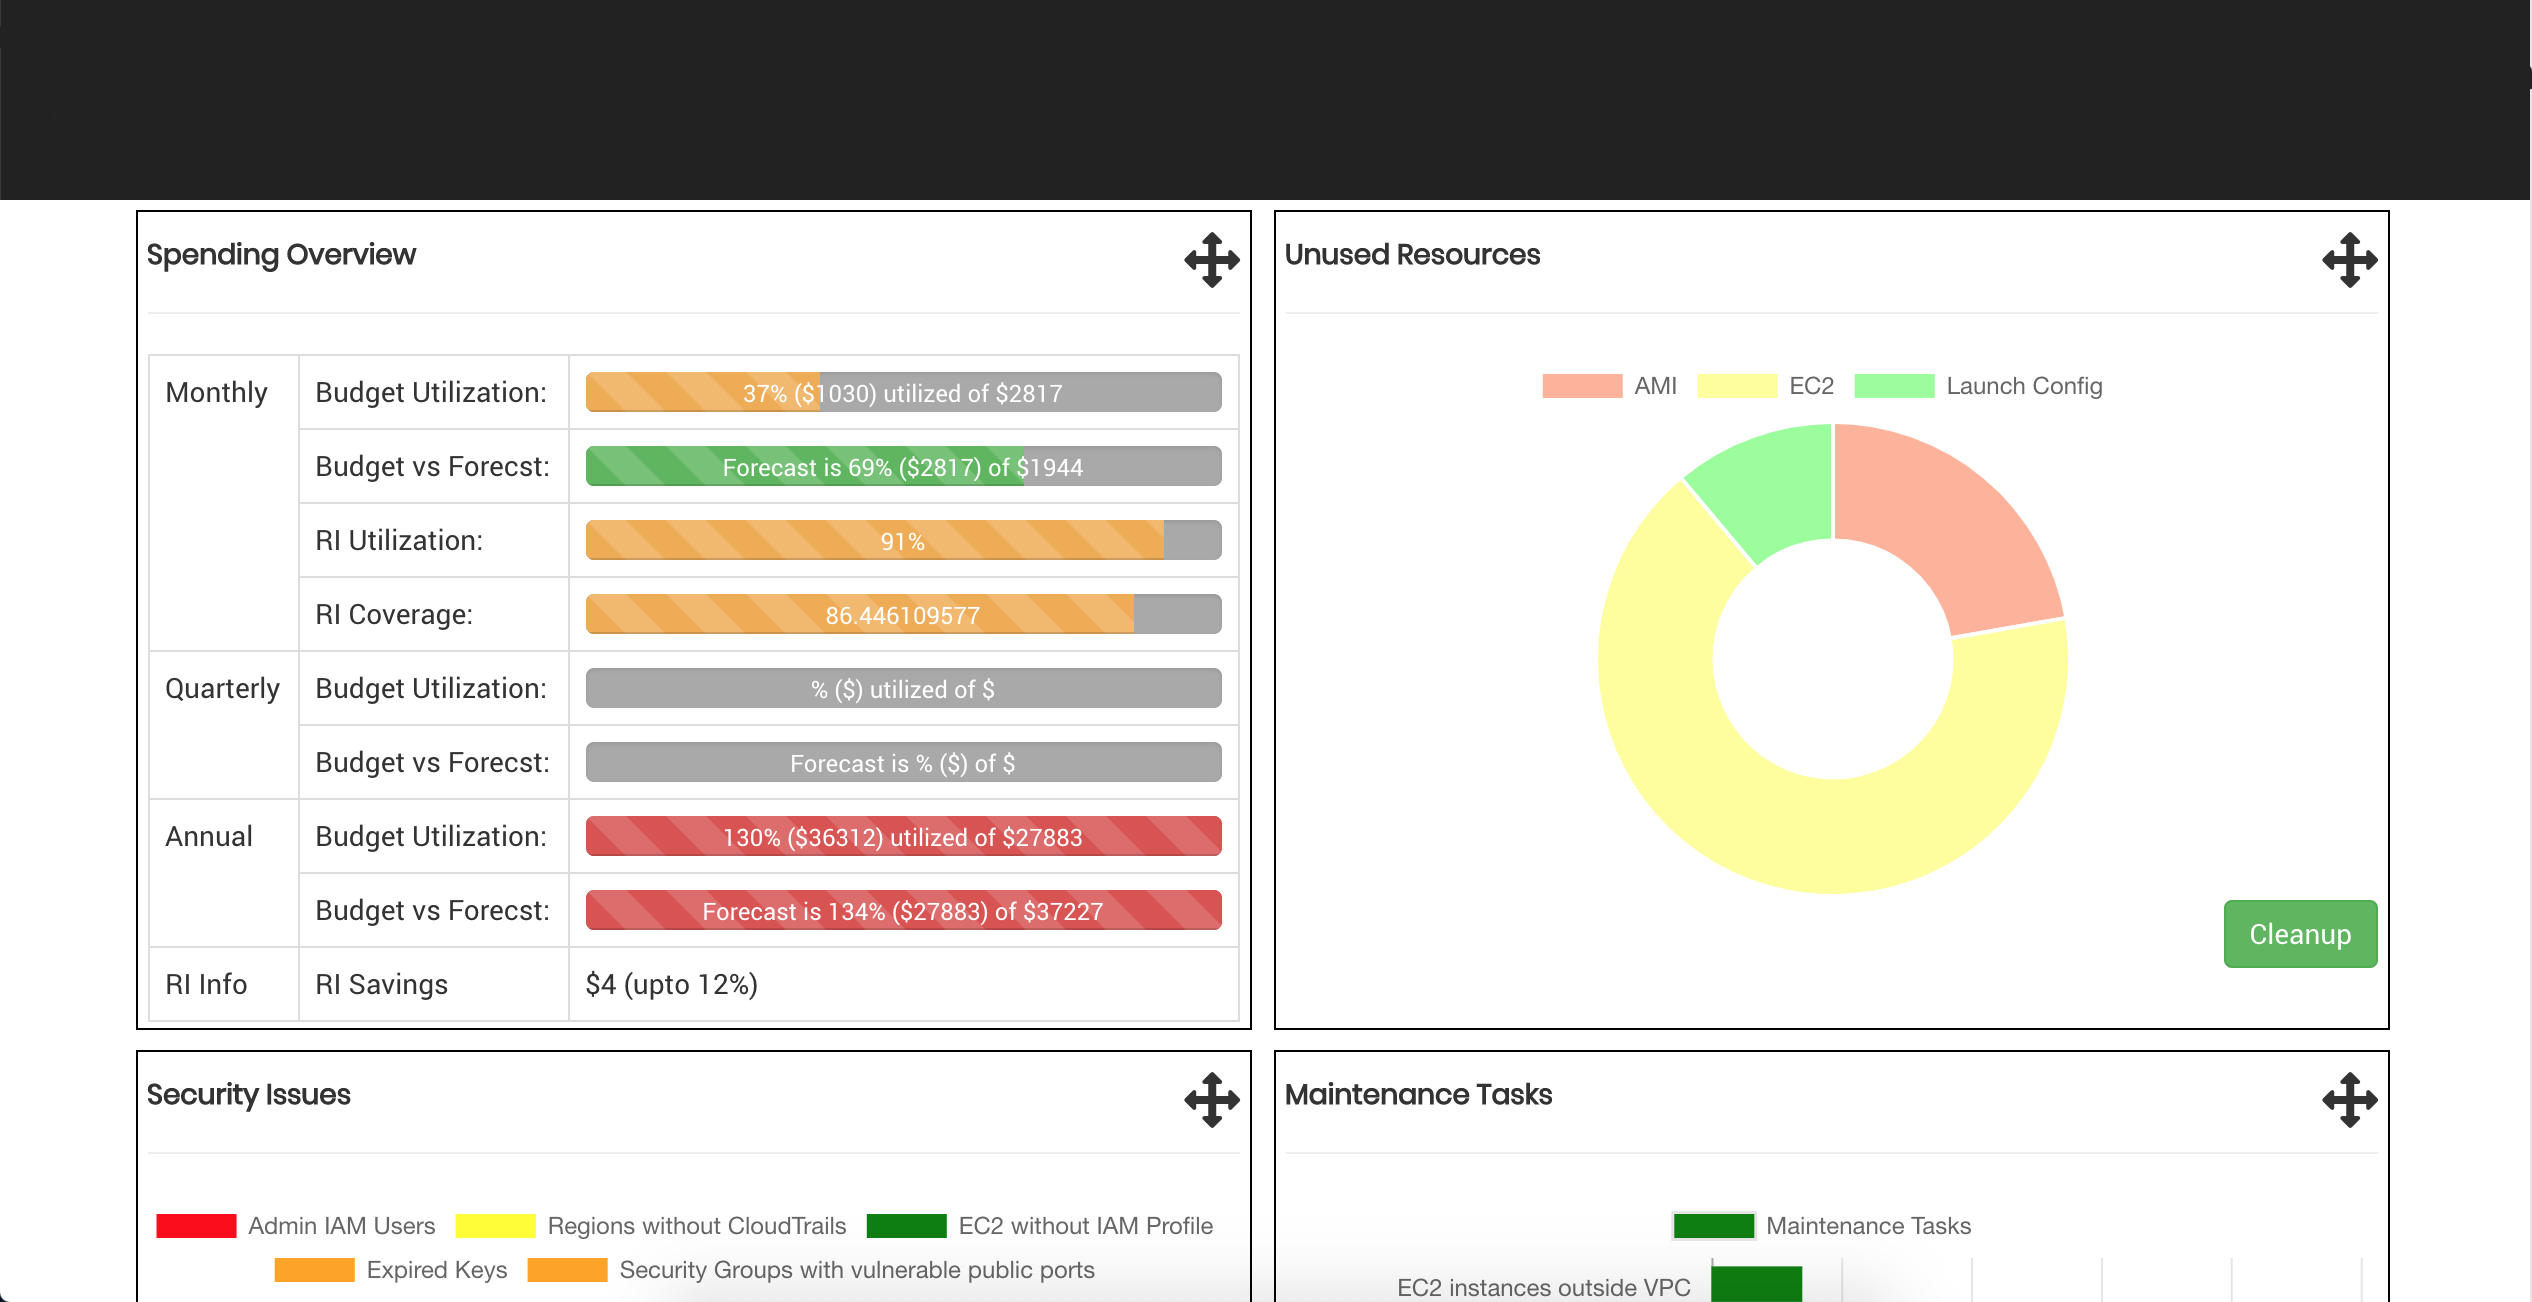 Spending Overview
Monthly
Budget Utilization:
37% ($1030) utilized of $2817
Budget vs Forecst:
Forecast is 69% ($2817) of $1944
RI Utilization:
91%
RI Coverage:
86.446109577
Quarterly
Budget Utilization:
% ($) utilized of $
Budget vs Forecst:
Forecast is % ($) of $
Annual
Budget Utilization:
130% ($36312) utilized of $27883
Budget vs Forecst:
Forecast is 134% ($27883) of $37227
RI Info
RI Savings
$4 (upto 12%)
Unused Resources
AMI
EC2
Launch Config
Cleanup
Security Issues
Admin IAM Users
Regions without CloudTrails
EC2 without IAM Profile
Expired Keys
Security Groups with vulnerable public ports
Maintenance Tasks
Maintenance Tasks
EC2 instances outside VPC